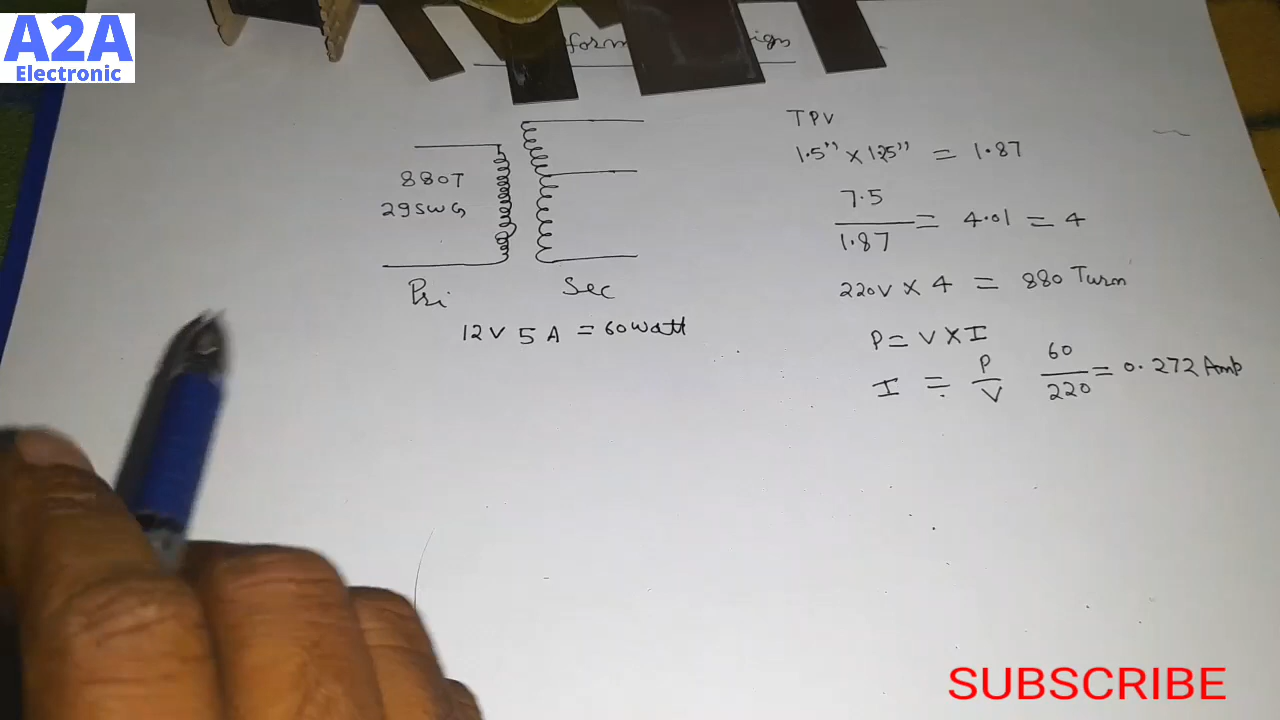 A2A
Electronic
TPV
1.5" x 1.25" = 1.87
880T
29SWG
7.5
1.87
= 4.01 = 4
220V x 4 = 880 Turn
Pri
Sec
12V 5A = 60watt
P = V X I
I = P/V
60/220 = 0.272 Amp
SUBSCRIBE